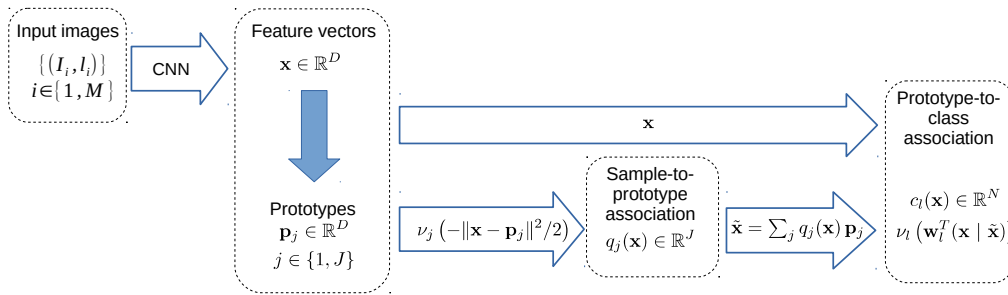 Input images
{(I_i, l_i)}
i∈{1, M}
CNN
Feature vectors
x ∈ ℝ^D
Prototypes
p_j ∈ ℝ^D
j ∈ {1, J}
x
ν_j (−‖x − p_j‖²/2)
Sample-to-
prototype
association
q_j(x) ∈ ℝ^J
x̃ = ∑_j q_j(x) p_j
Prototype-to-
class
association
c_l(x) ∈ ℝ^N
ν_l (w_l^T (x | x̃)